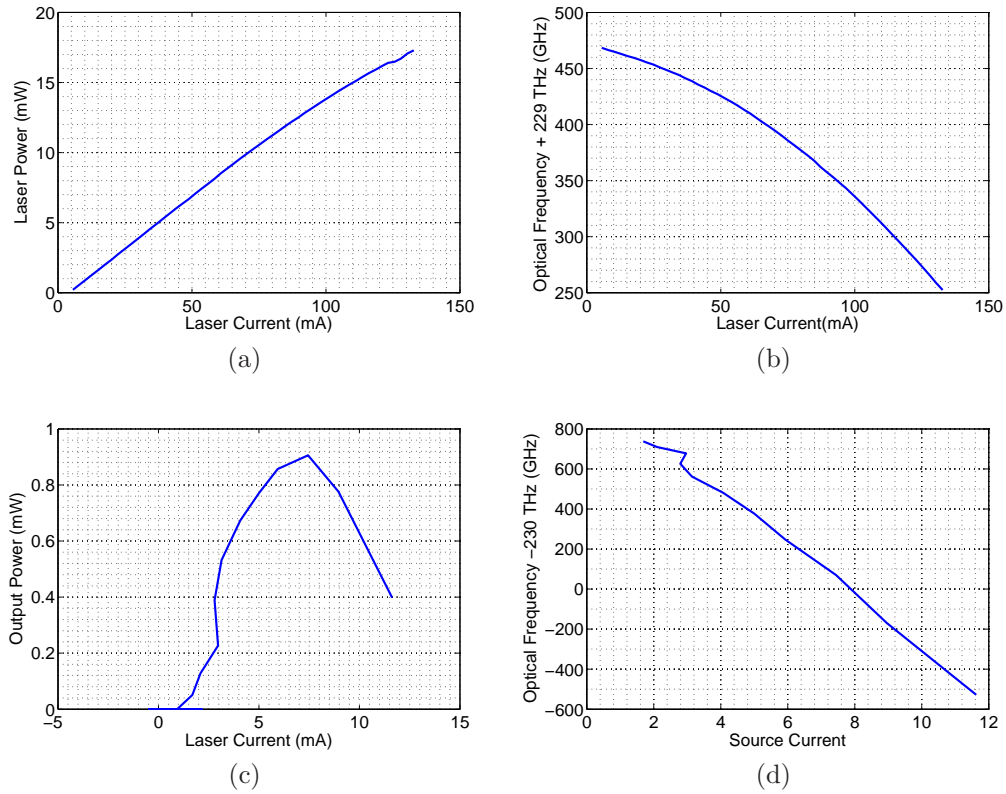 20
15
10
5
0
0 50 100 150
Laser Power (mW)
Laser Current (mA)
(a)
500
450
400
350
300
250
0 50 100 150
Optical Frequency + 229 THz (GHz)
Laser Current(mA)
(b)
1
0.8
0.6
0.4
0.2
0
−5 0 5 10 15
Output Power (mW)
Laser Current (mA)
(c)
800
600
400
200
0
−200
−400
−600
0 2 4 6 8 10 12
Optical Frequency −230 THz (GHz)
Source Current
(d)